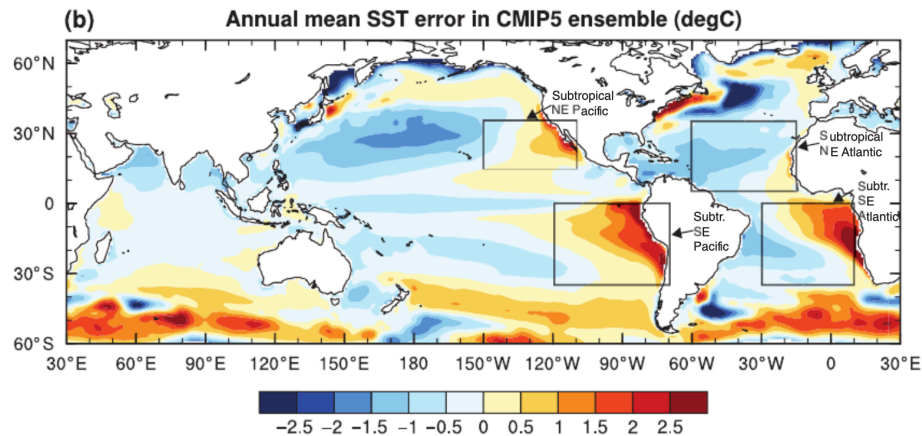 (b) Annual mean SST error in CMIP5 ensemble (degC)
60°N
30°N
0
30°S
60°S
Subtropical
NE Pacific
Subtropical
NE Atlantic
Subtr.
SE
Atlantic
Subtr.
SE
Pacific
30°E 60°E 90°E 120°E 150°E 180° 150°W 120°W 90°W 60°W 30°W 0 30°E
-2.5 -2 -1.5 -1 -0.5 0 0.5 1 1.5 2 2.5